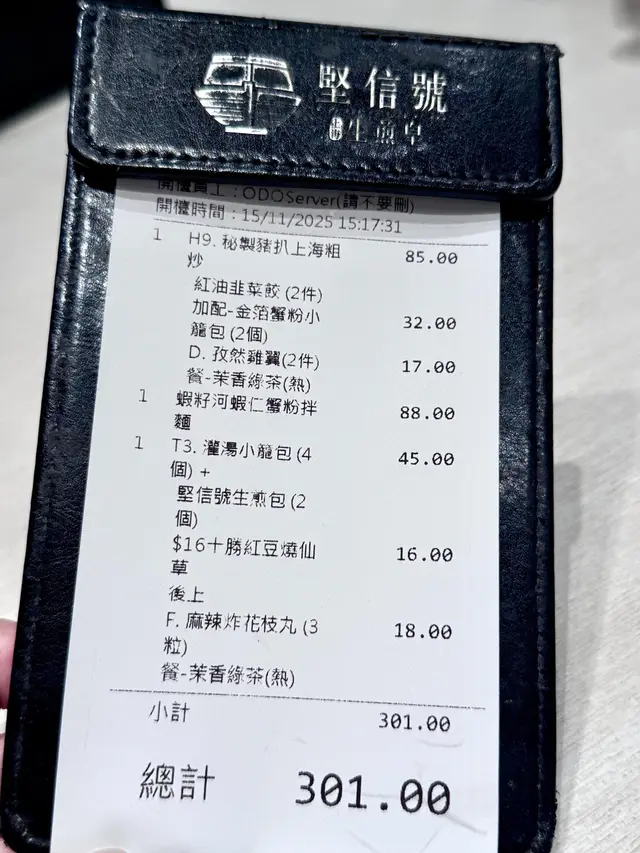 堅信號
上海生煎皇
開檯員工：ODOServer(請不要刪)
開檯時間：15/11/2025 15:17:31
1 H9. 秘製豬扒上海粗 85.00
炒
紅油韭菜餃 (2件)
加配-金箔蟹粉小 32.00
籠包 (2個)
D. 孜然雞翼(2件) 17.00
餐-茉香綠茶(熱)
1 蝦籽河蝦仁蟹粉拌 88.00
麵
1 T3. 灌湯小籠包 (4 45.00
個) +
堅信號生煎包 (2
個)
$16十勝紅豆燒仙 16.00
草
後上
F. 麻辣炸花枝丸 (3 18.00
粒)
餐-茉香綠茶(熱)
小計 301.00
總計 301.00